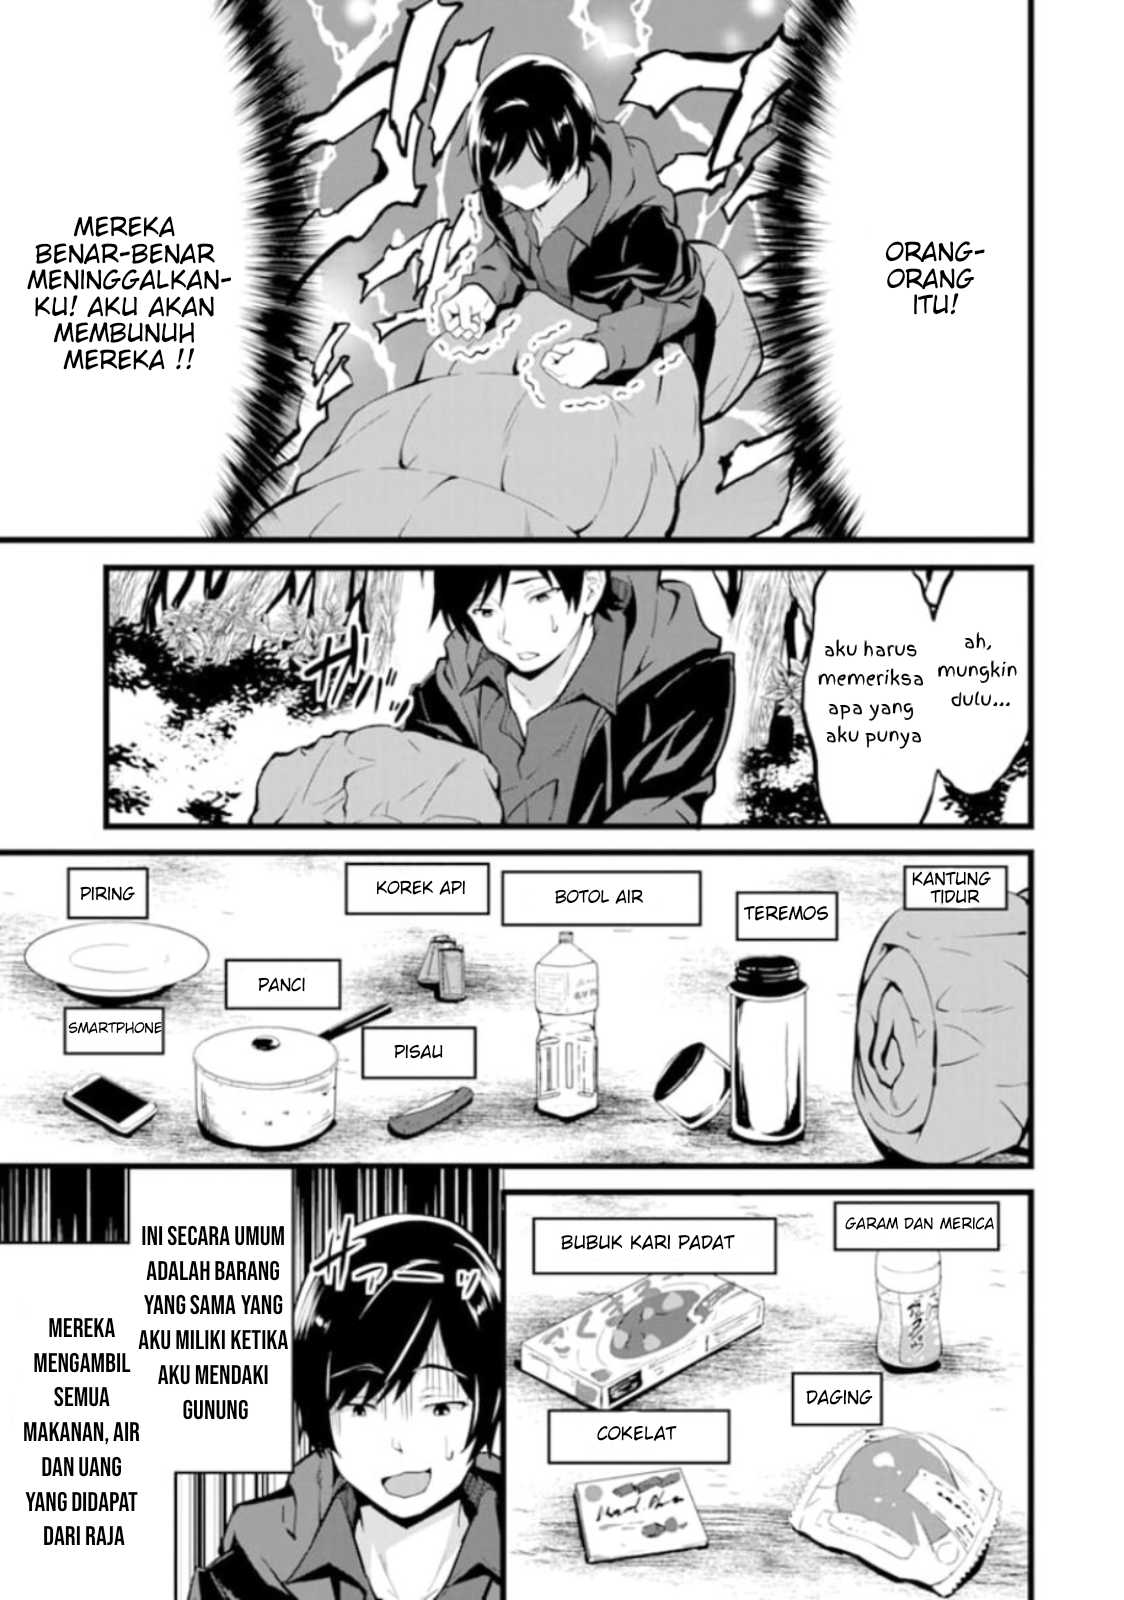 ORANG-
ORANG
ITU!
MEREKA
BENAR-BENAR
MENINGGALKAN-
KU! AKU AKAN
MEMBUNUH
MEREKA !!
ah,
mungkin
dulu...
aku harus
memeriksa
apa yang
aku punya
KANTUNG
TIDUR
TEREMOS
BOTOL AIR
KOREK API
PIRING
PANCI
SMARTPHONE
PISAU
GARAM DAN MERICA
BUBUK KARI PADAT
DAGING
COKELAT
INI SECARA UMUM
ADALAH BARANG
YANG SAMA YANG
AKU MILIKI KETIKA
AKU MENDAKI
GUNUNG
MEREKA
MENGAMBIL
SEMUA
MAKANAN, AIR
DAN UANG
YANG DIDAPAT
DARI RAJA